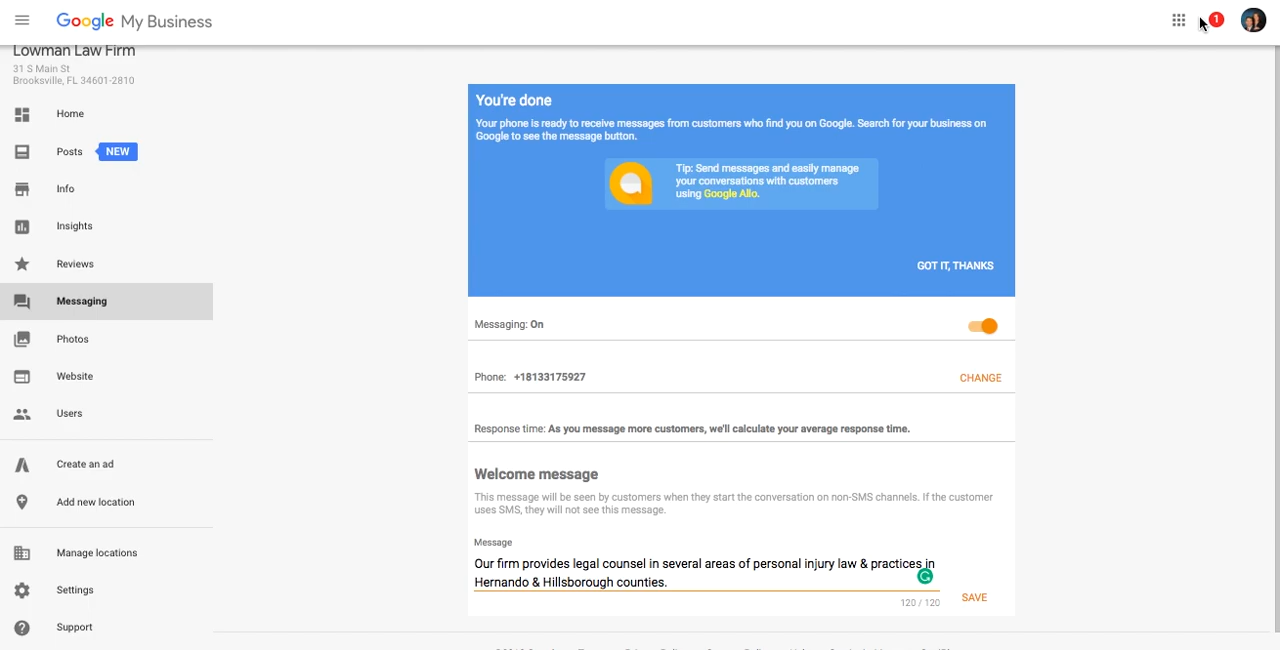 Google My Business
1
Lowman Law Firm
31 S Main St
Brooksville, FL 34601-2810
Home
Posts NEW
Info
Insights
Reviews
Messaging
Photos
Website
Users
Create an ad
Add new location
Manage locations
Settings
Support
You're done
Your phone is ready to receive messages from customers who find you on Google. Search for your business on
Google to see the message button.
Tip: Send messages and easily manage
your conversations with customers
using Google Allo.
GOT IT, THANKS
Messaging: On
Phone: +18133175927
CHANGE
Response time: As you message more customers, we'll calculate your average response time.
Welcome message
This message will be seen by customers when they start the conversation on non-SMS channels. If the customer
uses SMS, they will not see this message.
Message
Our firm provides legal counsel in several areas of personal injury law & practices in
Hernando & Hillsborough counties.
120 / 120
SAVE